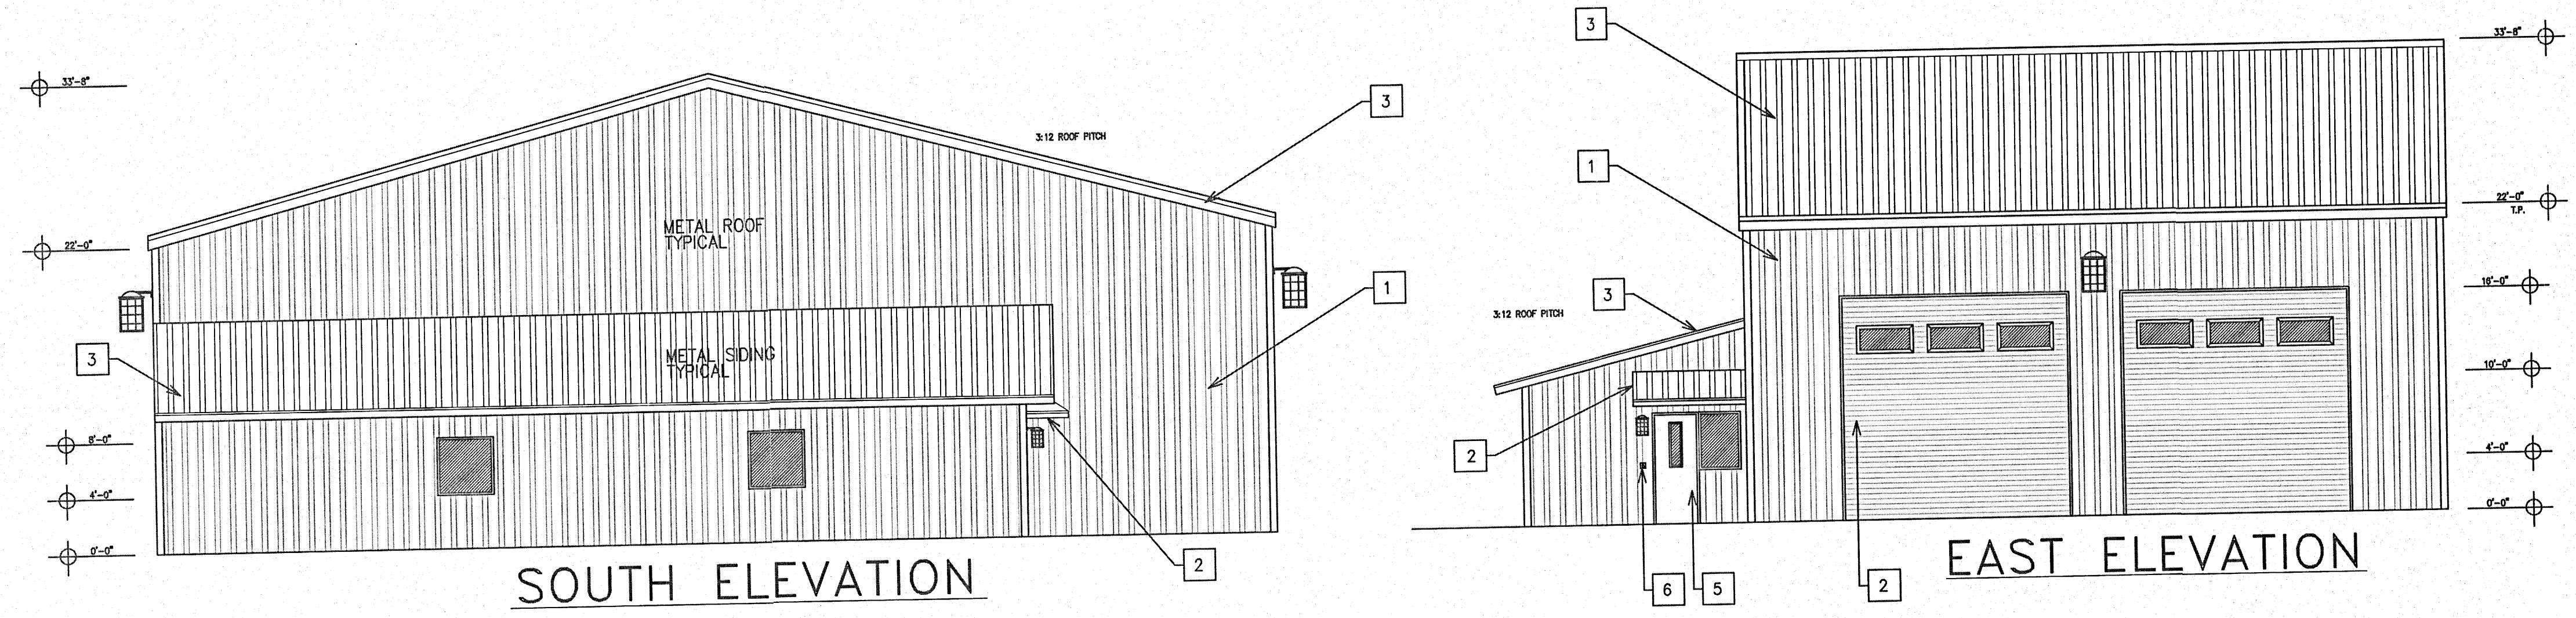 33'-8"
22'-0"
8'-0"
4'-0"
0'-0"
3:12 ROOF PITCH
METAL ROOF
TYPICAL
METAL SIDING
TYPICAL
3
1
3
2
SOUTH ELEVATION
3
1
3
3:12 ROOF PITCH
2
6
5
2
33'-8"
22'-0"
T.P.
16'-0"
10'-0"
4'-0"
0'-0"
EAST ELEVATION